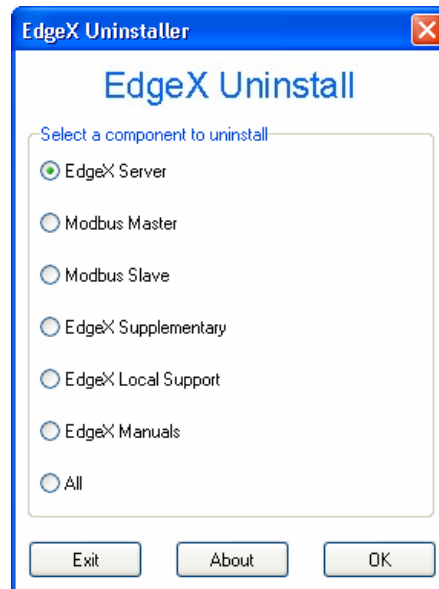 EdgeX Uninstaller
EdgeX Uninstall
Select a component to uninstall
EdgeX Server
Modbus Master
Modbus Slave
EdgeX Supplementary
EdgeX Local Support
EdgeX Manuals
All
Exit About OK